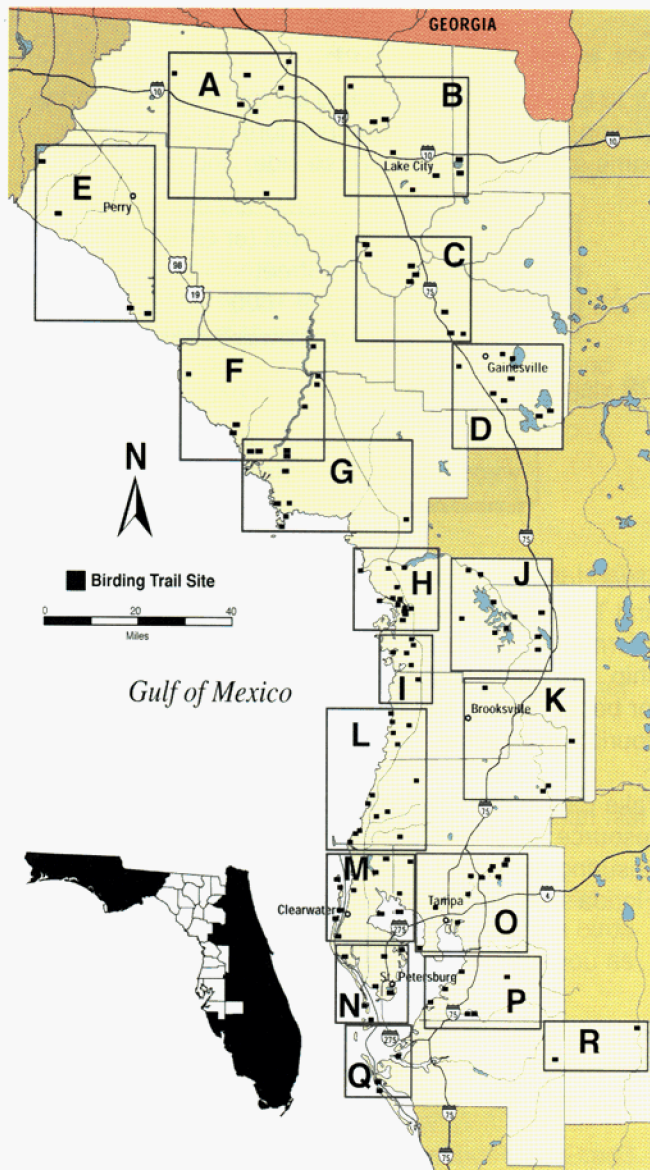 GEORGIA
A
B
10
75
10
10
Lake City
E
Perry
98
19
C
75
F
Gainesville
D
G
N
75
Birding Trail Site
0 20 40
Miles
H
J
I
Gulf of Mexico
K
Brooksville
L
75
M
Clearwater
Tampa
4
275
O
St. Petersburg
N
P
75
275
R
Q
75
75